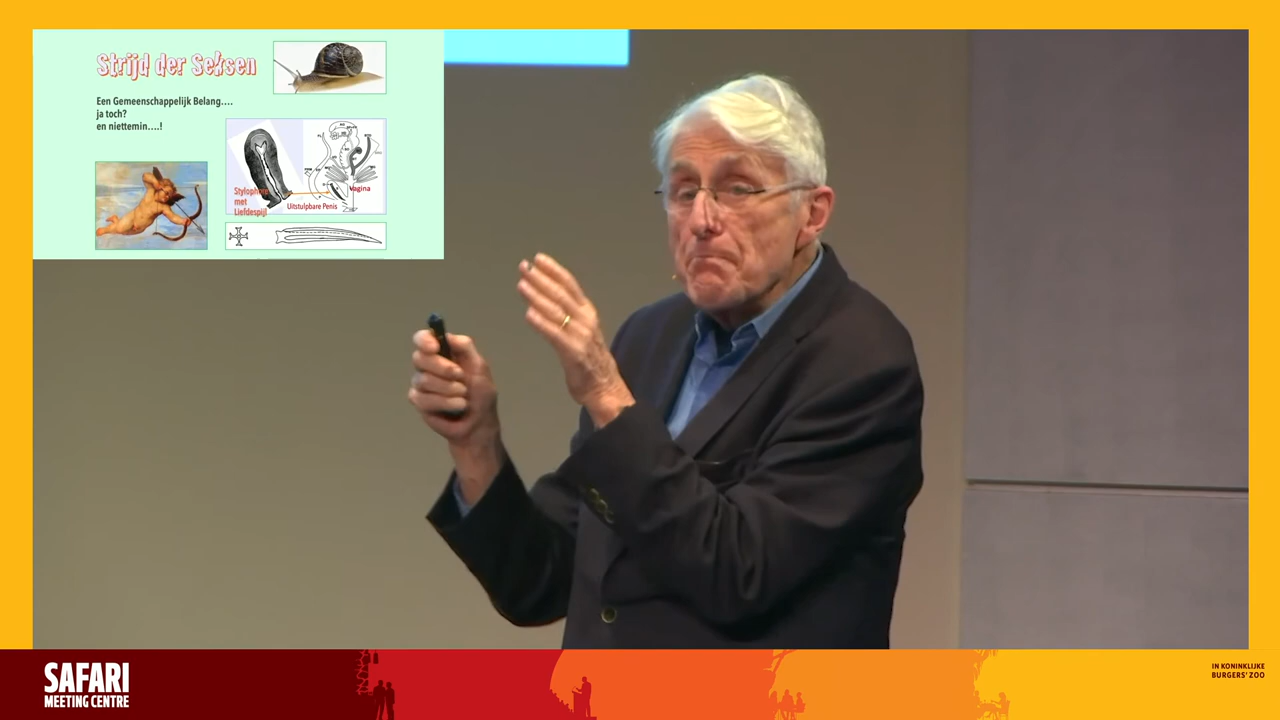 Strijd der Seksen
Een Gemeenschappelijk Belang....
ja toch?
en niettemin....!
Vagina
met
Liefdespijl
Uitstulpbare Penis
SAFARI
MEETING CENTRE
IN KONINKLIJKE
BURGERS' ZOO